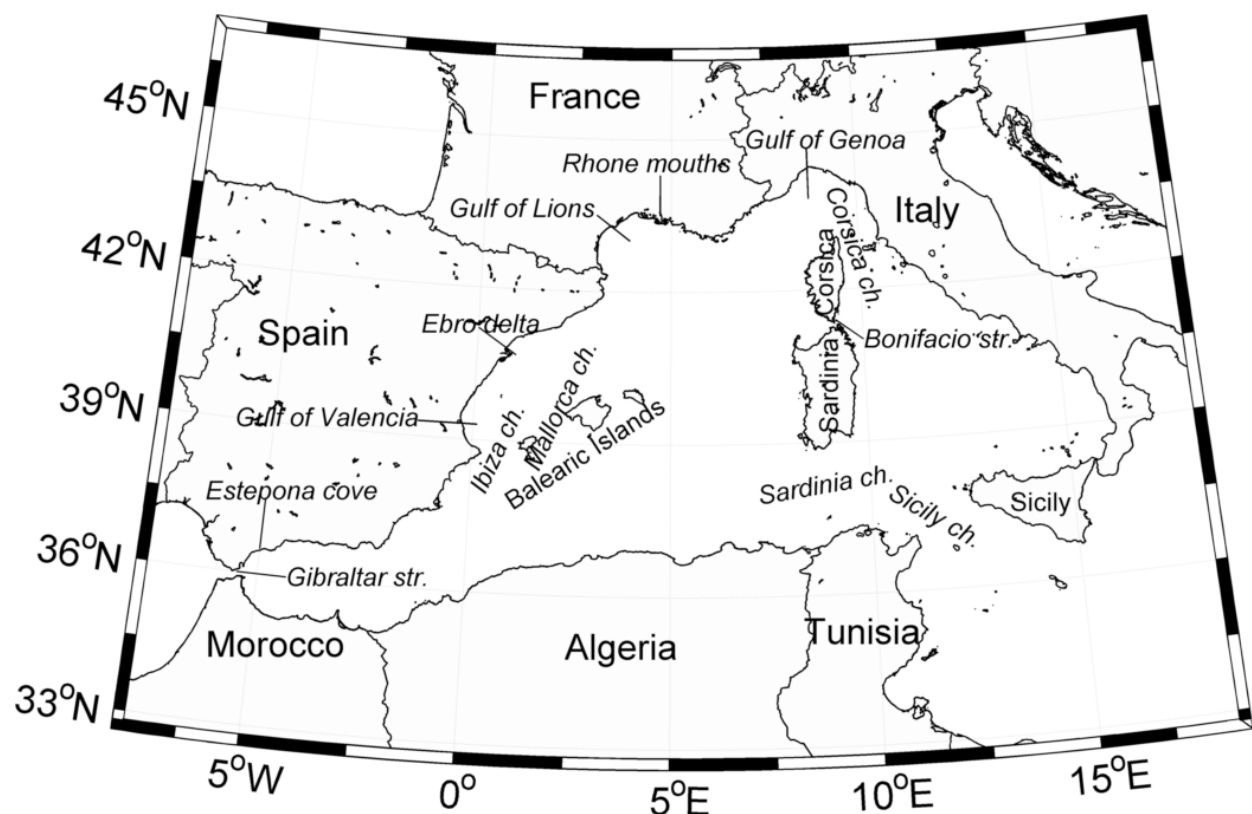 45°N
France
Gulf of Genoa
Rhone mouths
Gulf of Lions
Italy
Corsica ch.
Corsica
42°N
Ebro delta
Spain
Bonifacio str.
Sardinia
39°N
Gulf of Valencia
Ibiza ch.
Mallorca ch.
Balearic Islands
Estepona cove
Sardinia ch.
Sicily ch.
Sicily
36°N
Gibraltar str.
Morocco
Algeria
Tunisia
33°N
5°W
0°
5°E
10°E
15°E